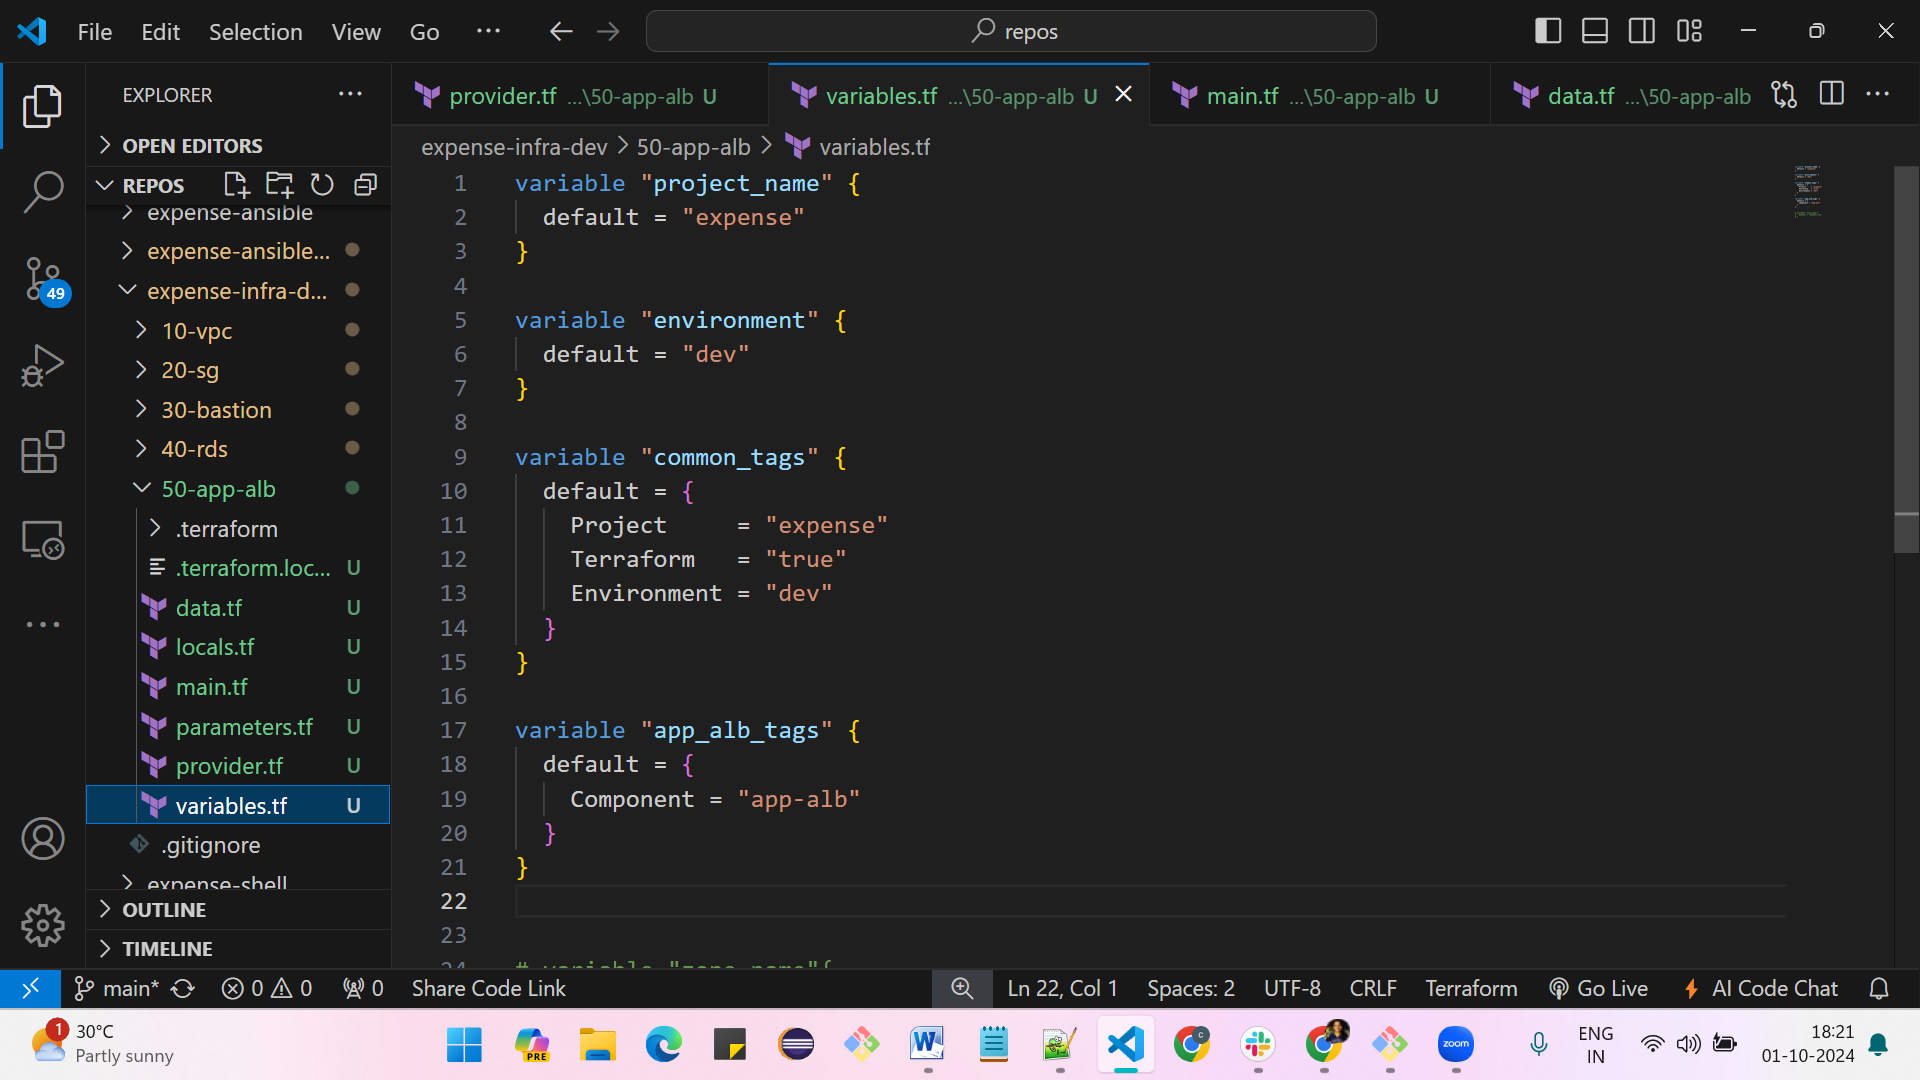 File Edit Selection View Go ··· repos
EXPLORER ···
OPEN EDITORS
REPOS
expense-ansible
expense-ansible...
expense-infra-d...
10-vpc
20-sg
30-bastion
40-rds
50-app-alb
.terraform
.terraform.loc... U
data.tf U
locals.tf U
main.tf U
parameters.tf U
provider.tf U
variables.tf U
.gitignore
expense-shell
OUTLINE
TIMELINE
49
provider.tf ...\50-app-alb U
variables.tf ...\50-app-alb U
main.tf ...\50-app-alb U
data.tf ...\50-app-alb
expense-infra-dev > 50-app-alb > variables.tf
1 variable "project_name" {
2 default = "expense"
3 }
4
5 variable "environment" {
6 default = "dev"
7 }
8
9 variable "common_tags" {
10 default = {
11 Project = "expense"
12 Terraform = "true"
13 Environment = "dev"
14 }
15 }
16
17 variable "app_alb_tags" {
18 default = {
19 Component = "app-alb"
20 }
21 }
22
23
24 # variable "zone_name"{
main* 0 0 0 Share Code Link Ln 22, Col 1 Spaces: 2 UTF-8 CRLF Terraform Go Live AI Code Chat
1 30°C
Partly sunny
PRE
W
c
zoom
ENG
IN
18:21
01-10-2024